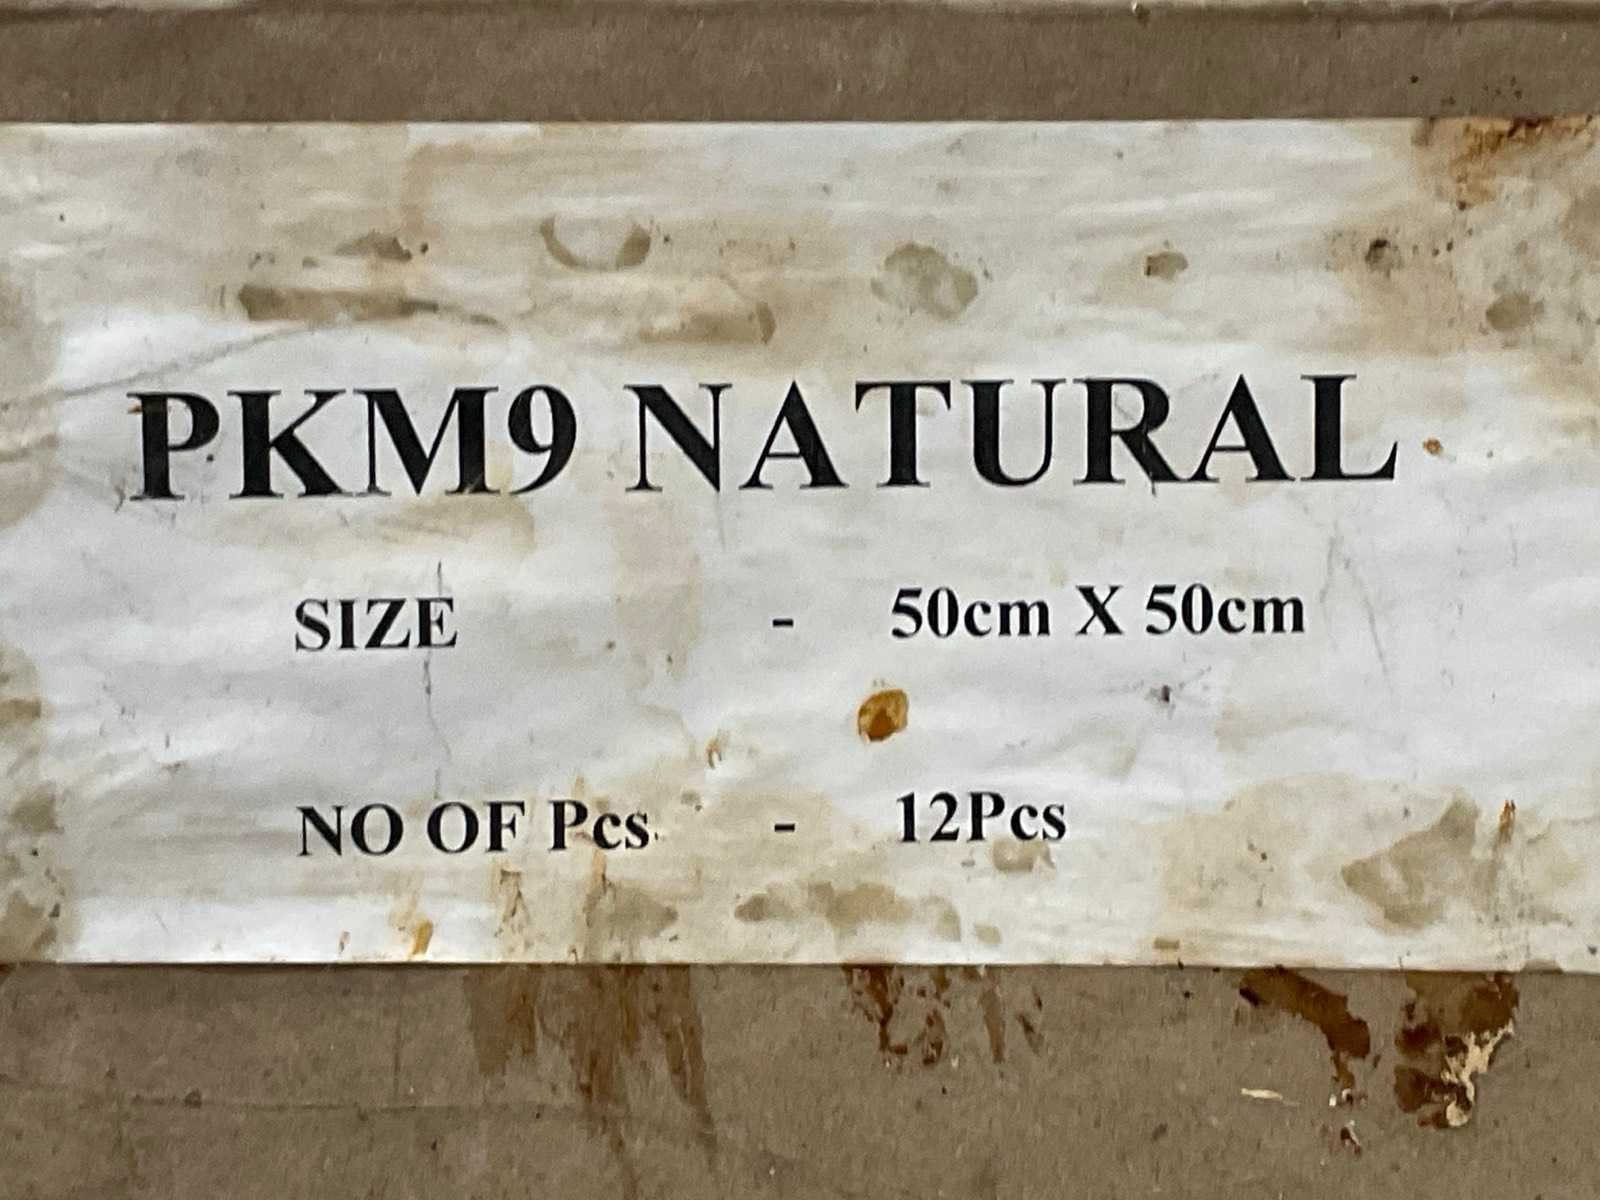 PKM9 NATURAL
SIZE - 50cm X 50cm
NO OF Pcs - 12Pcs